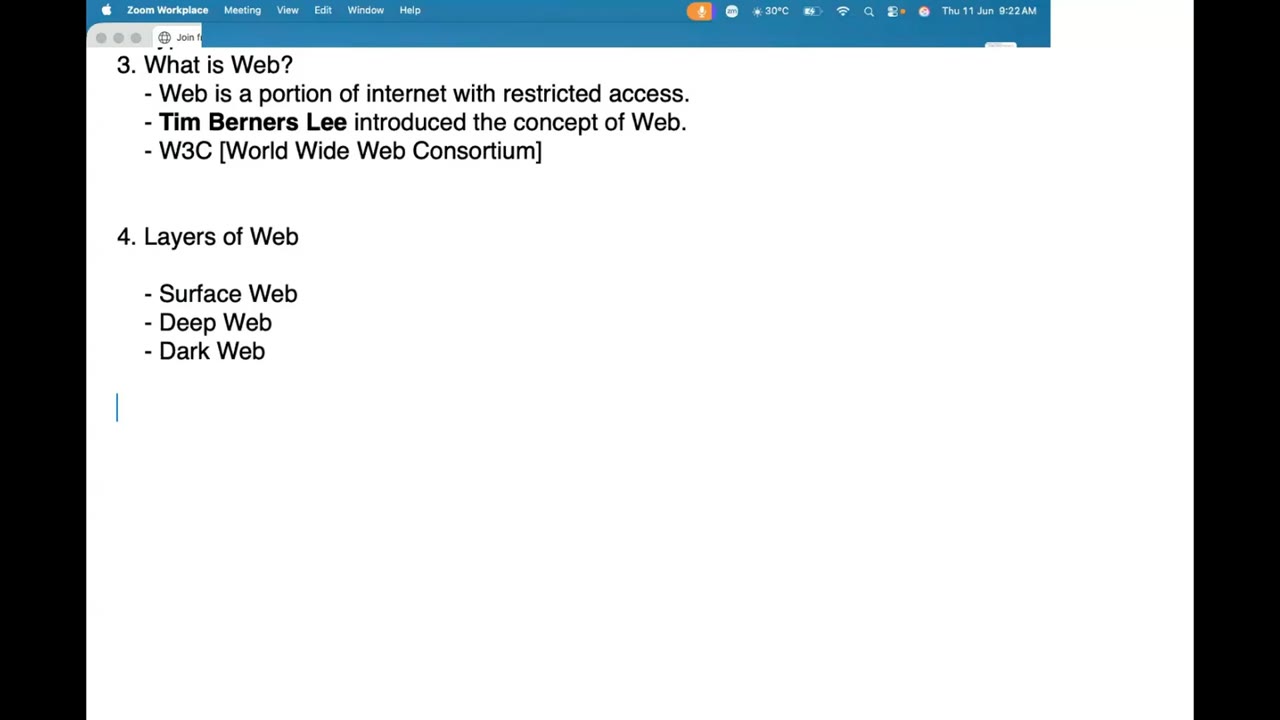 Zoom Workplace Meeting View Edit Window Help 30°C Thu 11 Jun 9:22 AM
Join
3. What is Web?
- Web is a portion of internet with restricted access.
- Tim Berners Lee introduced the concept of Web.
- W3C [World Wide Web Consortium]
4. Layers of Web
- Surface Web
- Deep Web
- Dark Web